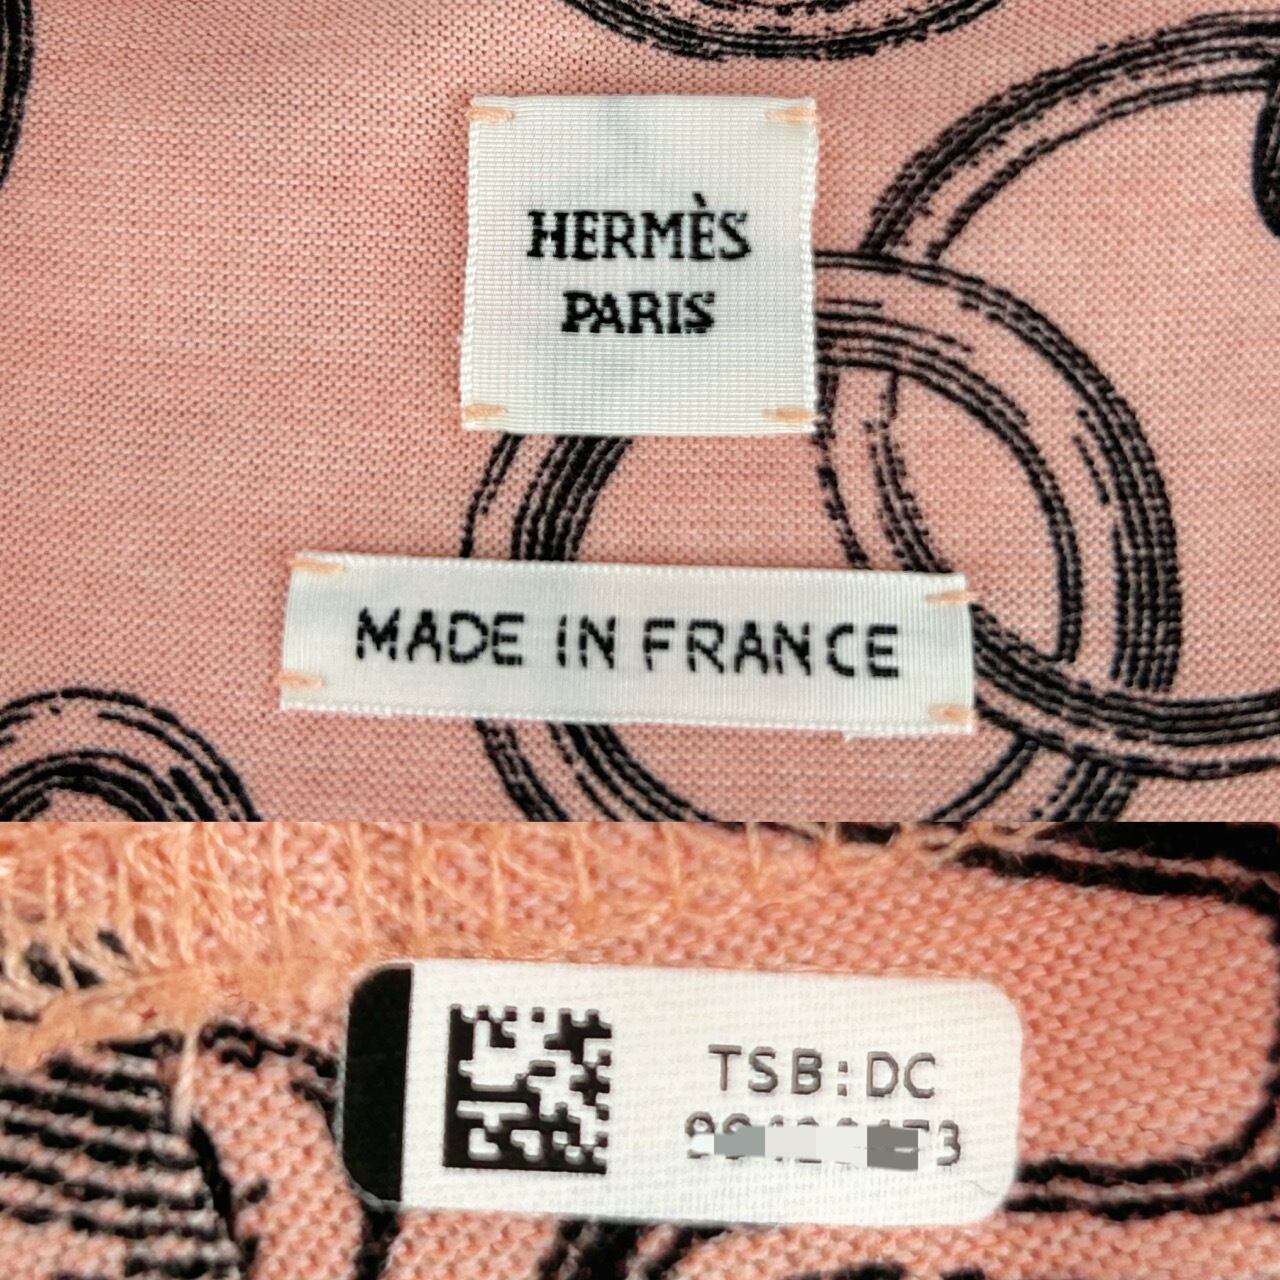 HERMÈS
PARIS
MADE IN FRANCE
TSB:DC